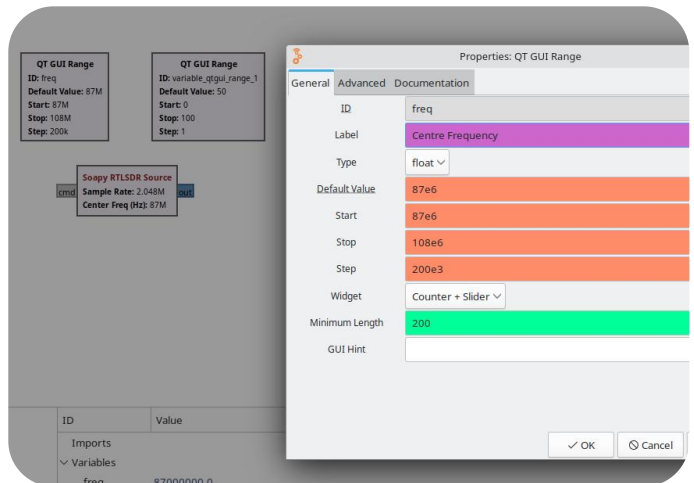 QT GUI Range
ID: freq
Default Value: 87M
Start: 87M
Stop: 108M
Step: 200k
QT GUI Range
ID: variable_qtgui_range_1
Default Value: 50
Start: 0
Stop: 100
Step: 1
Soapy RTLSDR Source
cmd
Sample Rate: 2.048M
out
Center Freq (Hz): 87M
ID Value
Imports
Variables
freq 87000000.0
Properties: QT GUI Range
General Advanced Documentation
ID freq
Label Centre Frequency
Type float
Default Value 87e6
Start 87e6
Stop 108e6
Step 200e3
Widget Counter + Slider
Minimum Length 200
GUI Hint
OK Cancel